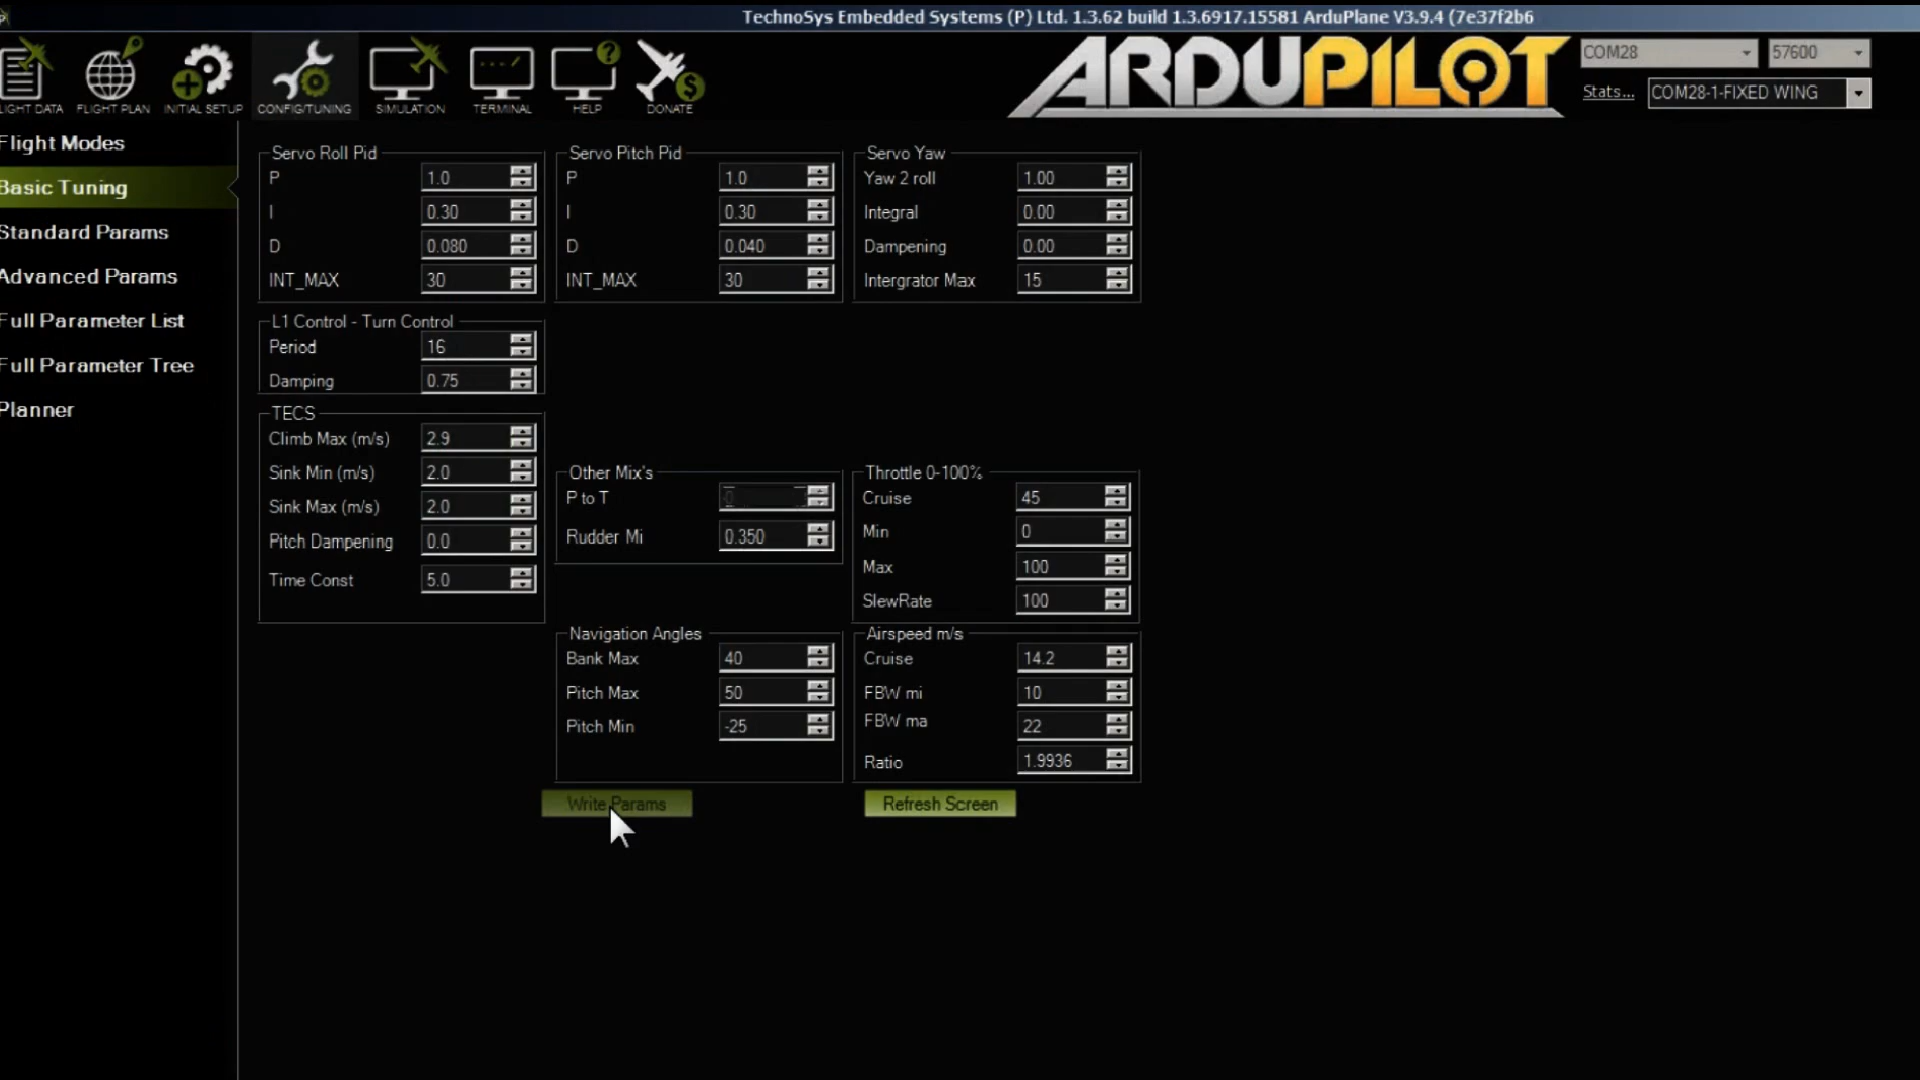 TechnoSys Embedded Systems (P) Ltd. 1.3.62 build 1.3.6917.15581 ArduPlane V3.9.4 (7e37f2b6
LIGHT DATA
FLIGHT PLAN
INITIAL SETUP
CONFIG/TUNING
SIMULATION
TERMINAL
HELP
DONATE
ARDUPILOT
COM28
57600
Stats...
COM28-1-FIXED WING
Flight Modes
Basic Tuning
Standard Params
Advanced Params
Full Parameter List
Full Parameter Tree
Planner
Servo Roll Pid
P 1.0
I 0.30
D 0.080
INT_MAX 30
Servo Pitch Pid
P 1.0
I 0.30
D 0.040
INT_MAX 30
Servo Yaw
Yaw 2 roll 1.00
Integral 0.00
Dampening 0.00
Intergrator Max 15
L1 Control - Turn Control
Period 16
Damping 0.75
TECS
Climb Max (m/s) 2.9
Sink Min (m/s) 2.0
Sink Max (m/s) 2.0
Pitch Dampening 0.0
Time Const 5.0
Other Mix's
P to T 0
Rudder Mi 0.350
Throttle 0-100%
Cruise 45
Min 0
Max 100
SlewRate 100
Navigation Angles
Bank Max 40
Pitch Max 50
Pitch Min -25
Airspeed m/s
Cruise 14.2
FBW mi 10
FBW ma 22
Ratio 1.9936
Write Params
Refresh Screen